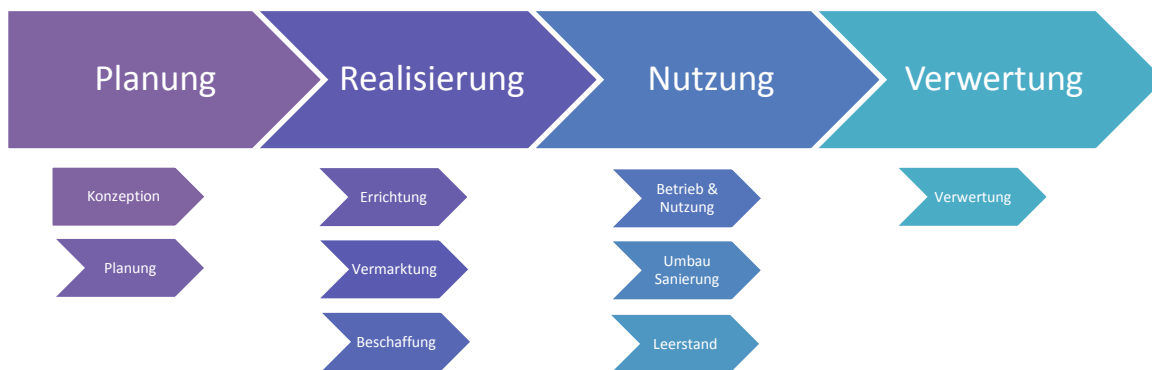 Planung
Realisierung
Nutzung
Verwertung
Konzeption
Planung
Errichtung
Vermarktung
Beschaffung
Betrieb &
Nutzung
Umbau
Sanierung
Leerstand
Verwertung